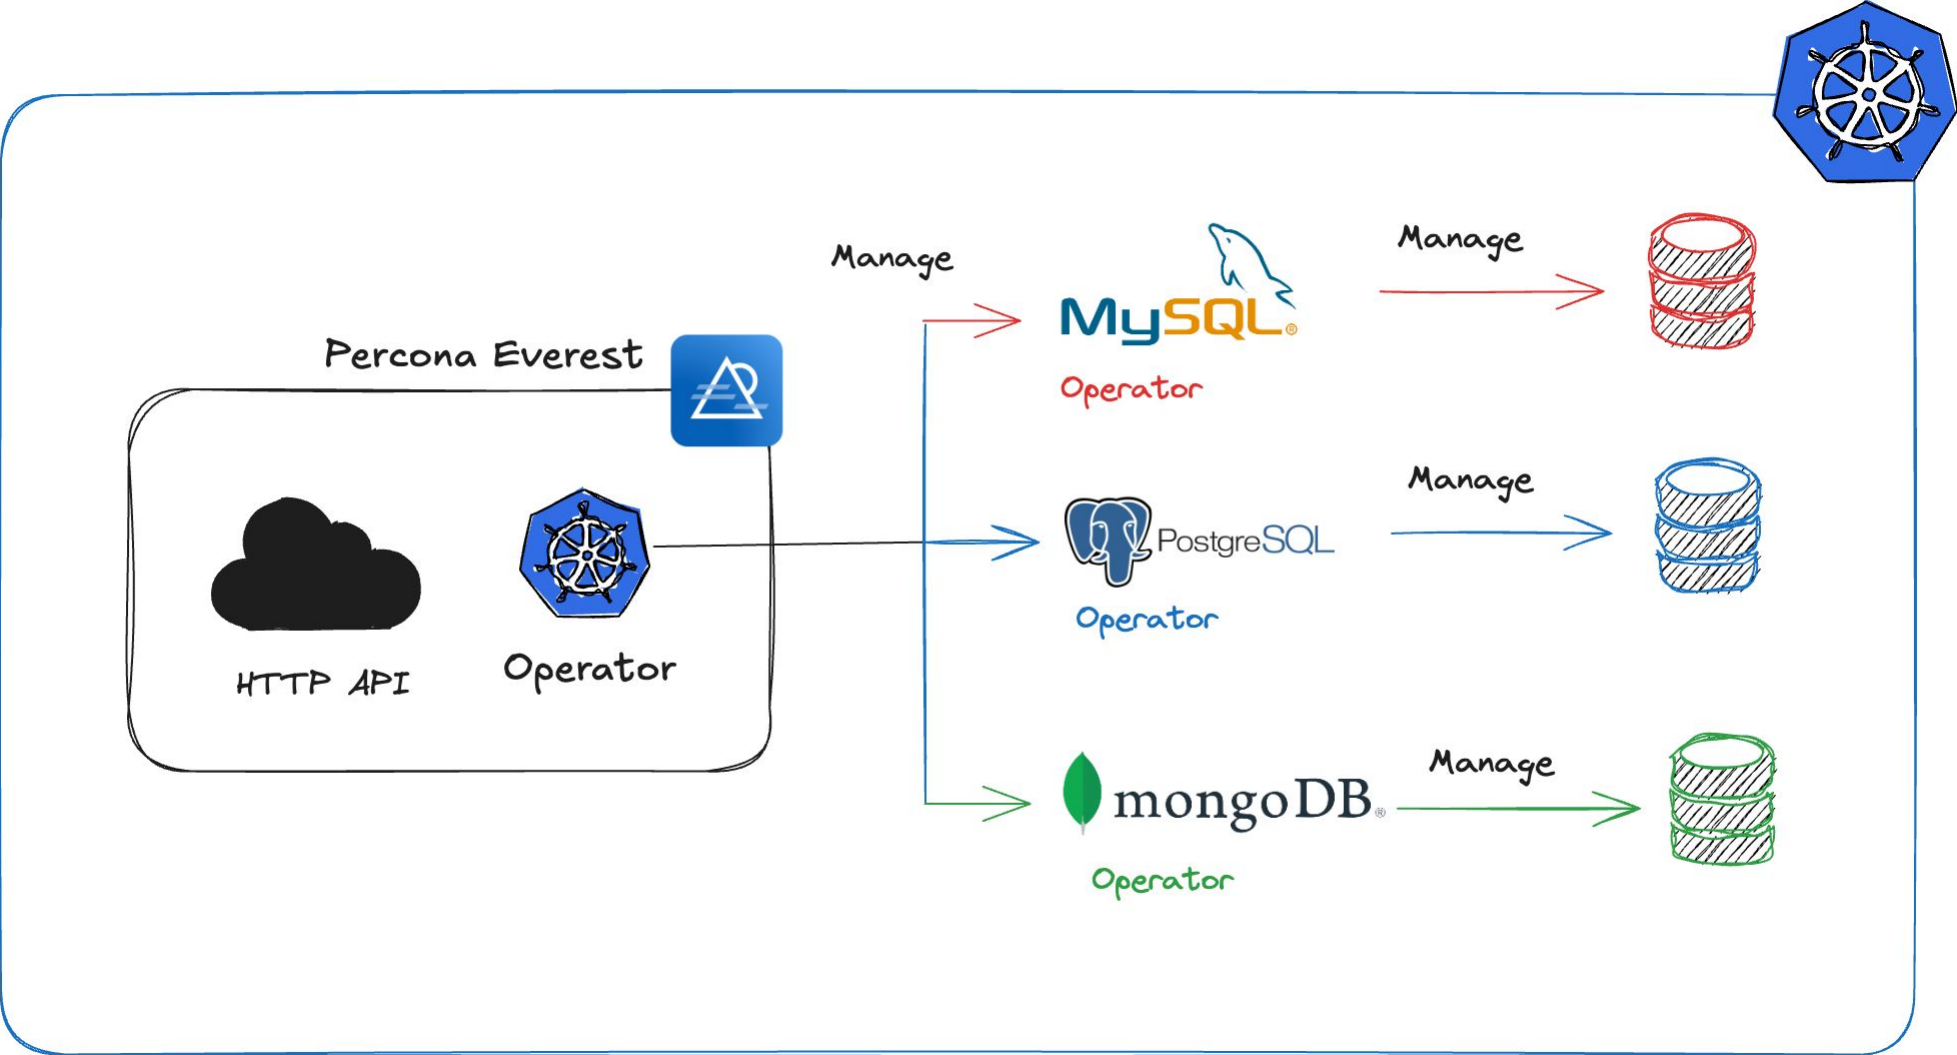 Percona Everest
HTTP API
Operator
Manage
MySQL®
Operator
Manage
PostgreSQL
Operator
Manage
mongoDB®
Operator
Manage